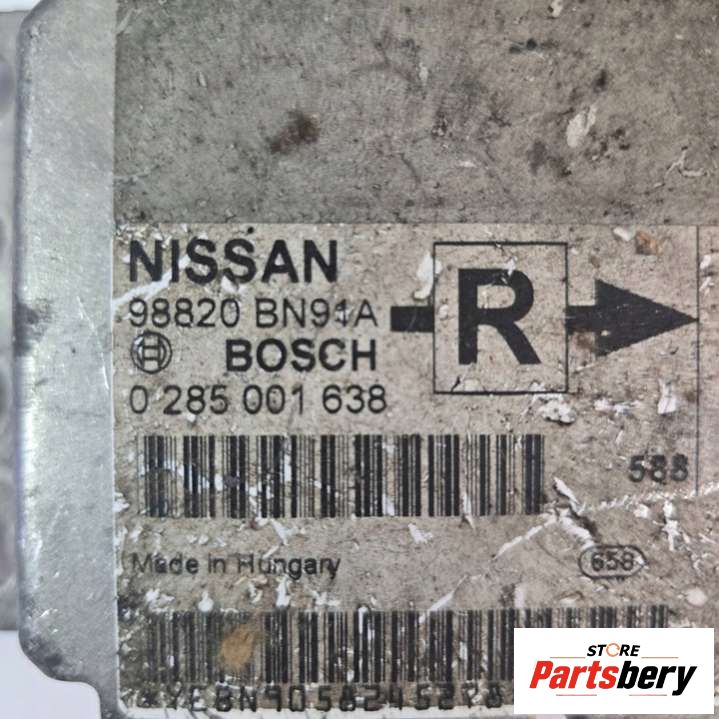 NISSAN
98820 BN91A
R
BOSCH
0 285 001 638
588
Made in Hungary
658
STORE
Partsbery